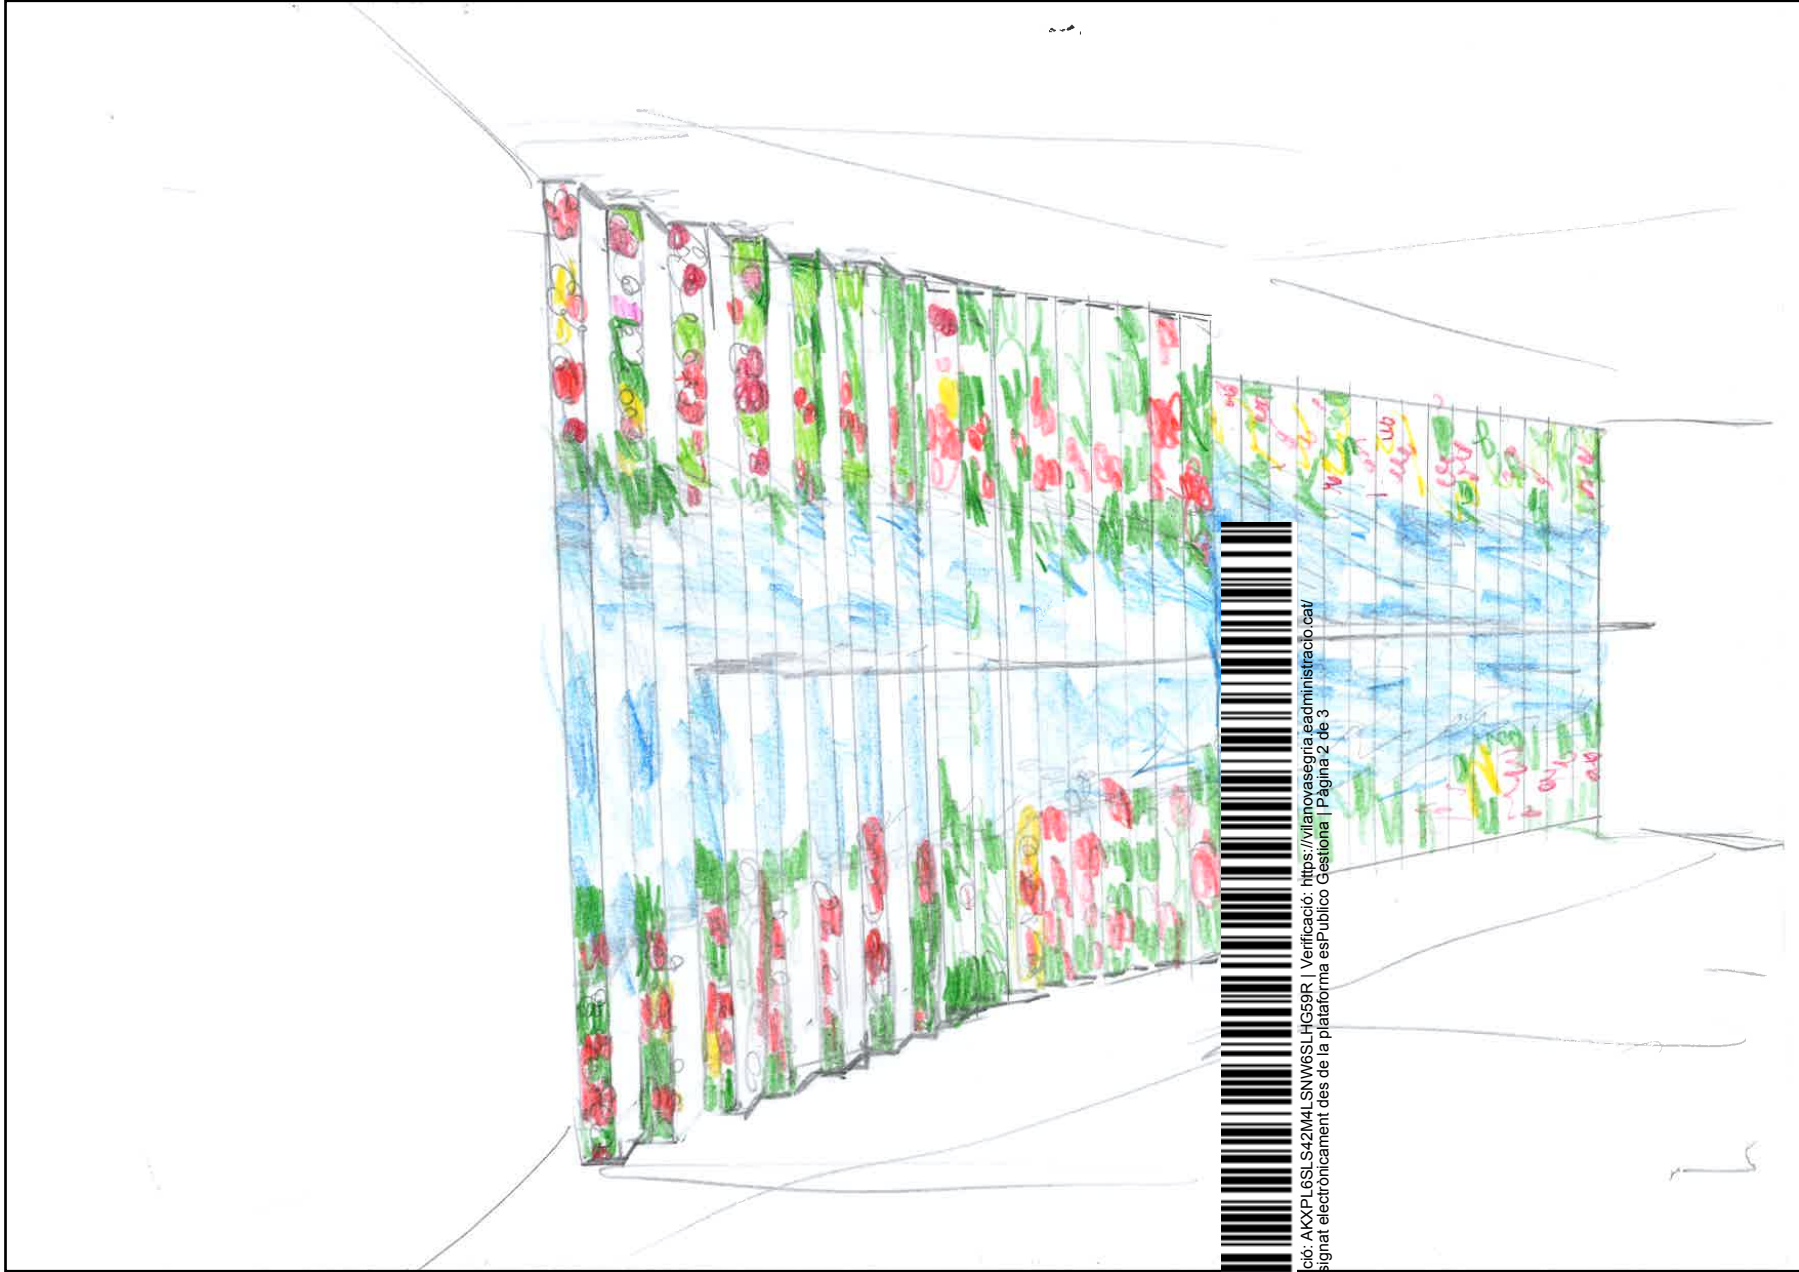 ció: AKXPL6SLS42M4LSNW6SLHG59R | Verificació: https://vilanovasegria.eadministracio.cat/
signat electrònicament des de la plataforma esPublico Gestiona | Pàgina 2 de 3